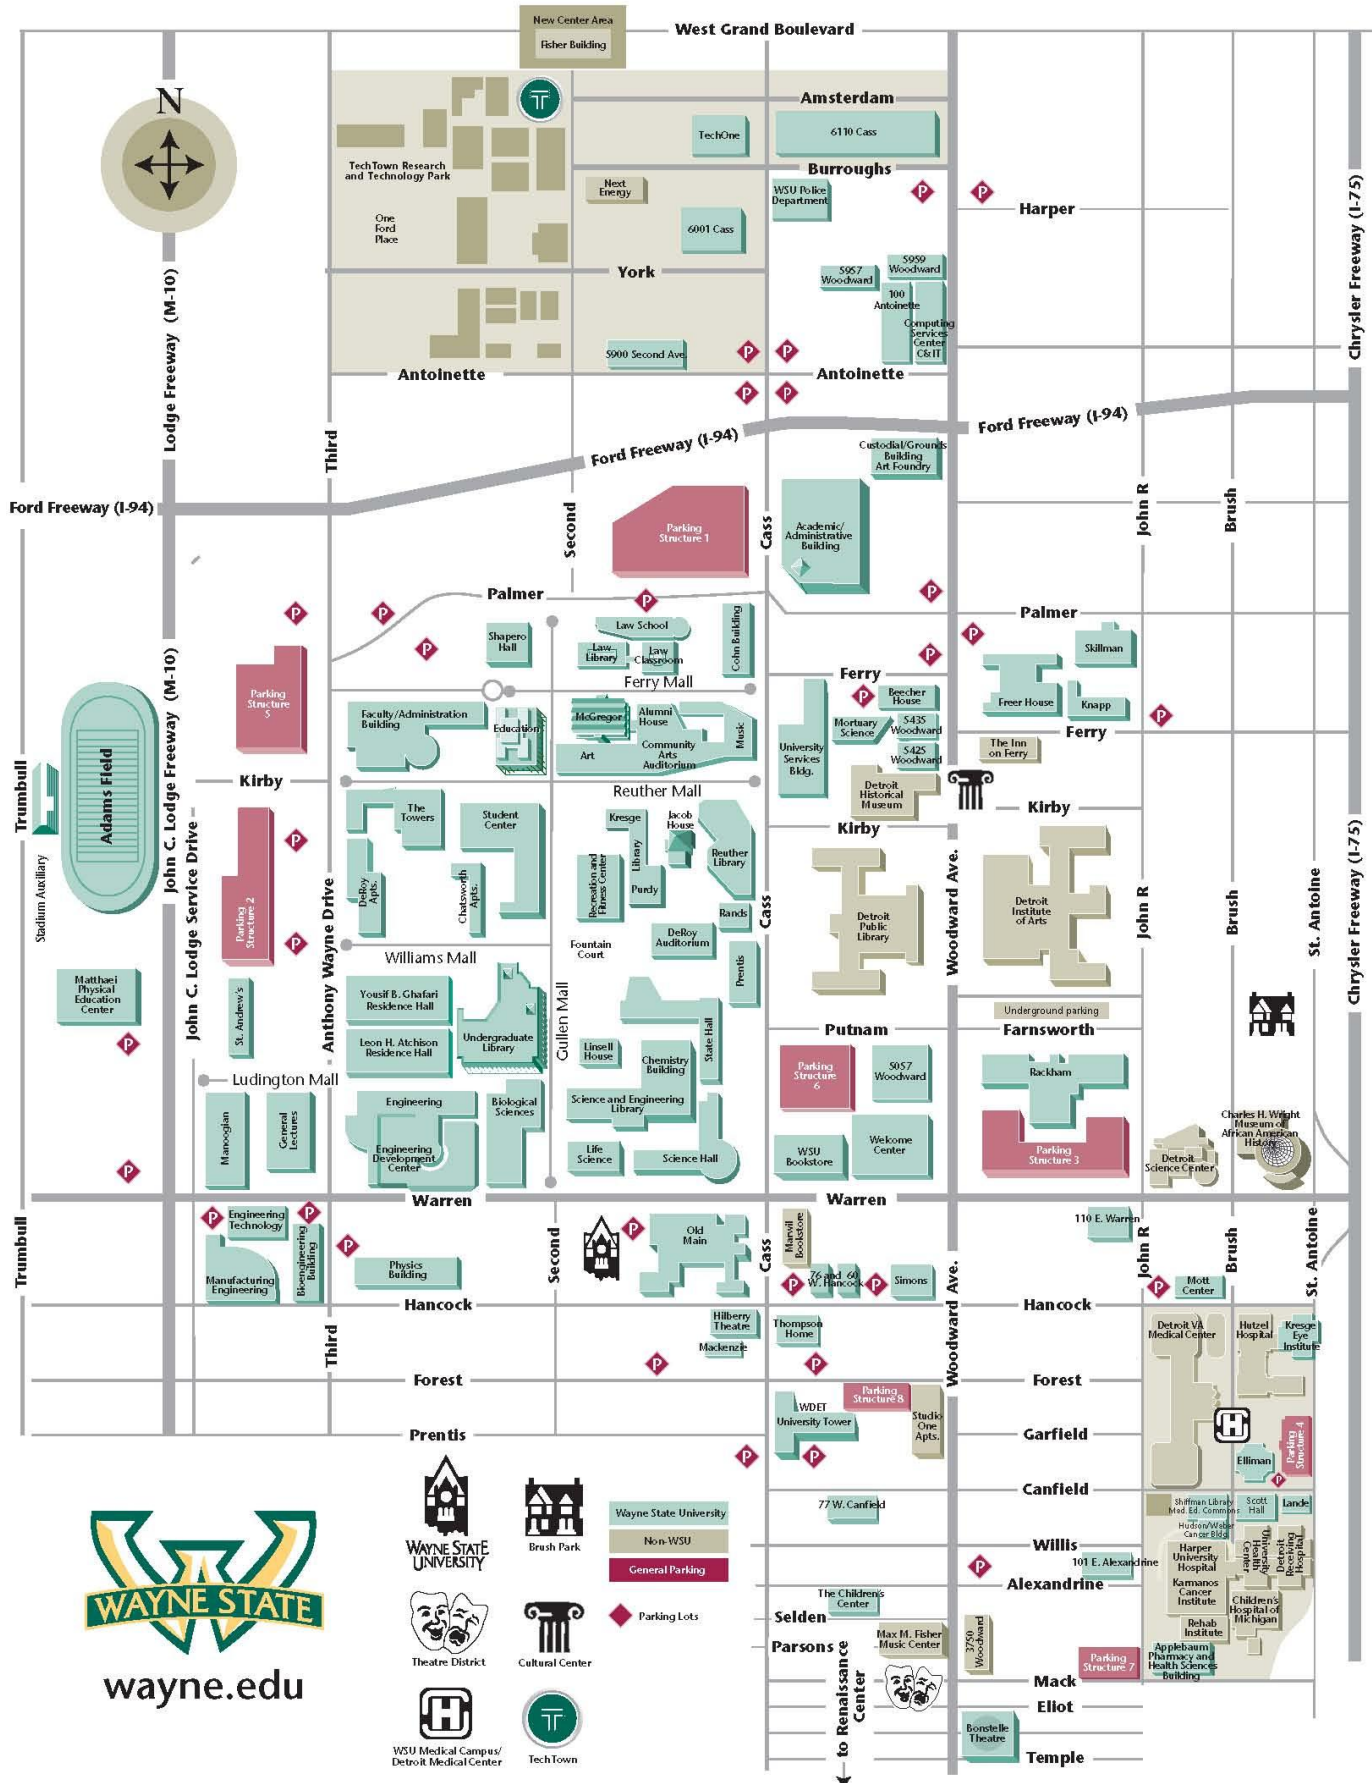 New Center Area
Fisher Building
West Grand Boulevard
N
Amsterdam
TechOne
6110 Cass
TechTown Research
and Technology Park
Burroughs
Next
Energy
WSU Police
Department
P
P
Harper
One
Ford
Place
6001 Cass
York
5957
Woodward
5959
Woodward
100
Antoinette
Computing
Services
Center
C&IT
5900 Second Ave.
P
P
Antoinette
Antoinette
P
P
Lodge Freeway (M-10)
Chrysler Freeway (I-75)
Third
Ford Freeway (I-94)
Ford Freeway (I-94)
Ford Freeway (I-94)
Custodial/Grounds
Building
Art Foundry
Second
Parking
Structure 1
Cass
Academic/
Administrative
Building
John R
Brush
Palmer
P
P
P
P
P
Palmer
Shapero
Hall
Law School
Law
Library
Law
Classroom
Cohn Building
P
P
P
Skillman
Ferry Mall
Ferry
John C. Lodge Freeway (M-10)
Parking
Structure
5
Faculty/Administration
Building
Education
McGregor
Alumni
House
Music
Art
Community
Arts
Auditorium
University
Services
Bldg.
P
Beecher
House
Mortuary
Science
5435
Woodward
5425
Woodward
Freer House
Knapp
P
Ferry
The Inn
on Ferry
Trumbull
Adams Field
Stadium Auxiliary
Kirby
Reuther Mall
Detroit
Historical
Museum
Kirby
Kirby
John C. Lodge Service Drive
Parking
Structure 2
P
P
Anthony Wayne Drive
The
Towers
Student
Center
DeRoy
Apts.
Chatsworth
Apts.
Kresge
Library
Purdy
Jacob
House
Reuther
Library
Recreation and
Fitness Center
Rands
DeRoy
Auditorium
Fountain
Court
Prentis
Cass
Detroit
Public
Library
Woodward Ave.
Detroit
Institute
of Arts
John R
Brush
St. Antoine
Chrysler Freeway (I-75)
Williams Mall
Matthaei
Physical
Education
Center
P
St. Andrew's
Yousif B. Ghafari
Residence Hall
Leon H. Atchison
Residence Hall
Undergraduate
Library
Gullen Mall
Linsell
House
Chemistry
Building
State Hall
Underground parking
Putnam
Farnsworth
Parking
Structure
6
5057
Woodward
Rackham
Ludington Mall
Manoogian
General
Lectures
Engineering
Engineering
Development
Center
Biological
Sciences
Science and Engineering
Library
Life
Science
Science Hall
WSU
Bookstore
Welcome
Center
Parking
Structure 3
Detroit
Science Center
Charles H. Wright
Museum of
African American
History
P
Warren
Warren
Trumbull
P
Engineering
Technology
P
Manufacturing
Engineering
Bioengineering
Building
P
Physics
Building
Second
P
Old
Main
Cass
Marwil
Bookstore
P
76 and 60
W. Hancock
P
Simons
Woodward Ave.
110 E. Warren
John R
Brush
St. Antoine
P
Mott
Center
Hancock
Hancock
Third
Hilberry
Theatre
Mackenzie
Thompson
Home
P
P
Detroit VA
Medical Center
Hutzel
Hospital
Kresge
Eye
Institute
Forest
Forest
WDET
University Tower
Parking
Structure 8
Studio
One
Apts.
Prentis
Garfield
P
P
H
Elliman
Parking
Structure 4
P
Canfield
77 W. Canfield
Shiffman Library
Med. Ed. Commons
Scott
Hall
Lande
Hudson/Weber
Cancer Bldg.
Willis
P
101 E. Alexandrine
Alexandrine
Harper
University
Hospital
Karmanos
Cancer
Institute
University
Health
Center
Detroit
Receiving
Hospital
Children's
Hospital of
Michigan
Rehab
Institute
The Children's
Center
Selden
Parsons
Max M. Fisher
Music Center
3750
Woodward
Parking
Structure 7
Applebaum
Pharmacy and
Health Sciences
Building
Mack
to Renaissance
Center
Eliot
Bonstelle
Theatre
Temple
WAYNE STATE
wayne.edu
WAYNE STATE
UNIVERSITY
Brush Park
Wayne State University
Non-WSU
General Parking
P Parking Lots
Theatre District
Cultural Center
H
WSU Medical Campus/
Detroit Medical Center
TechTown